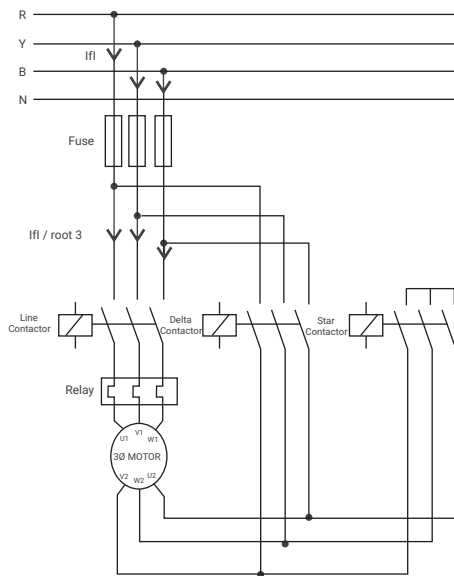 R
Y
Ifl
B
N
Fuse
Ifl / root 3
Line
Contactor
Delta
Contactor
Star
Contactor
Relay
U1
V1
W1
3Ø MOTOR
V2
W2
U2